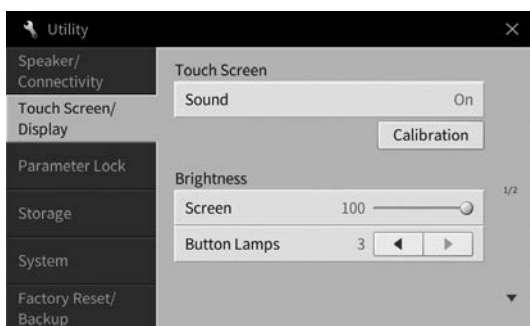 Utility
Speaker/
Connectivity
Touch Screen/
Display
Parameter Lock
Storage
System
Factory Reset/
Backup
Touch Screen
Sound On
Calibration
Brightness
Screen 100
Button Lamps 3
1/2